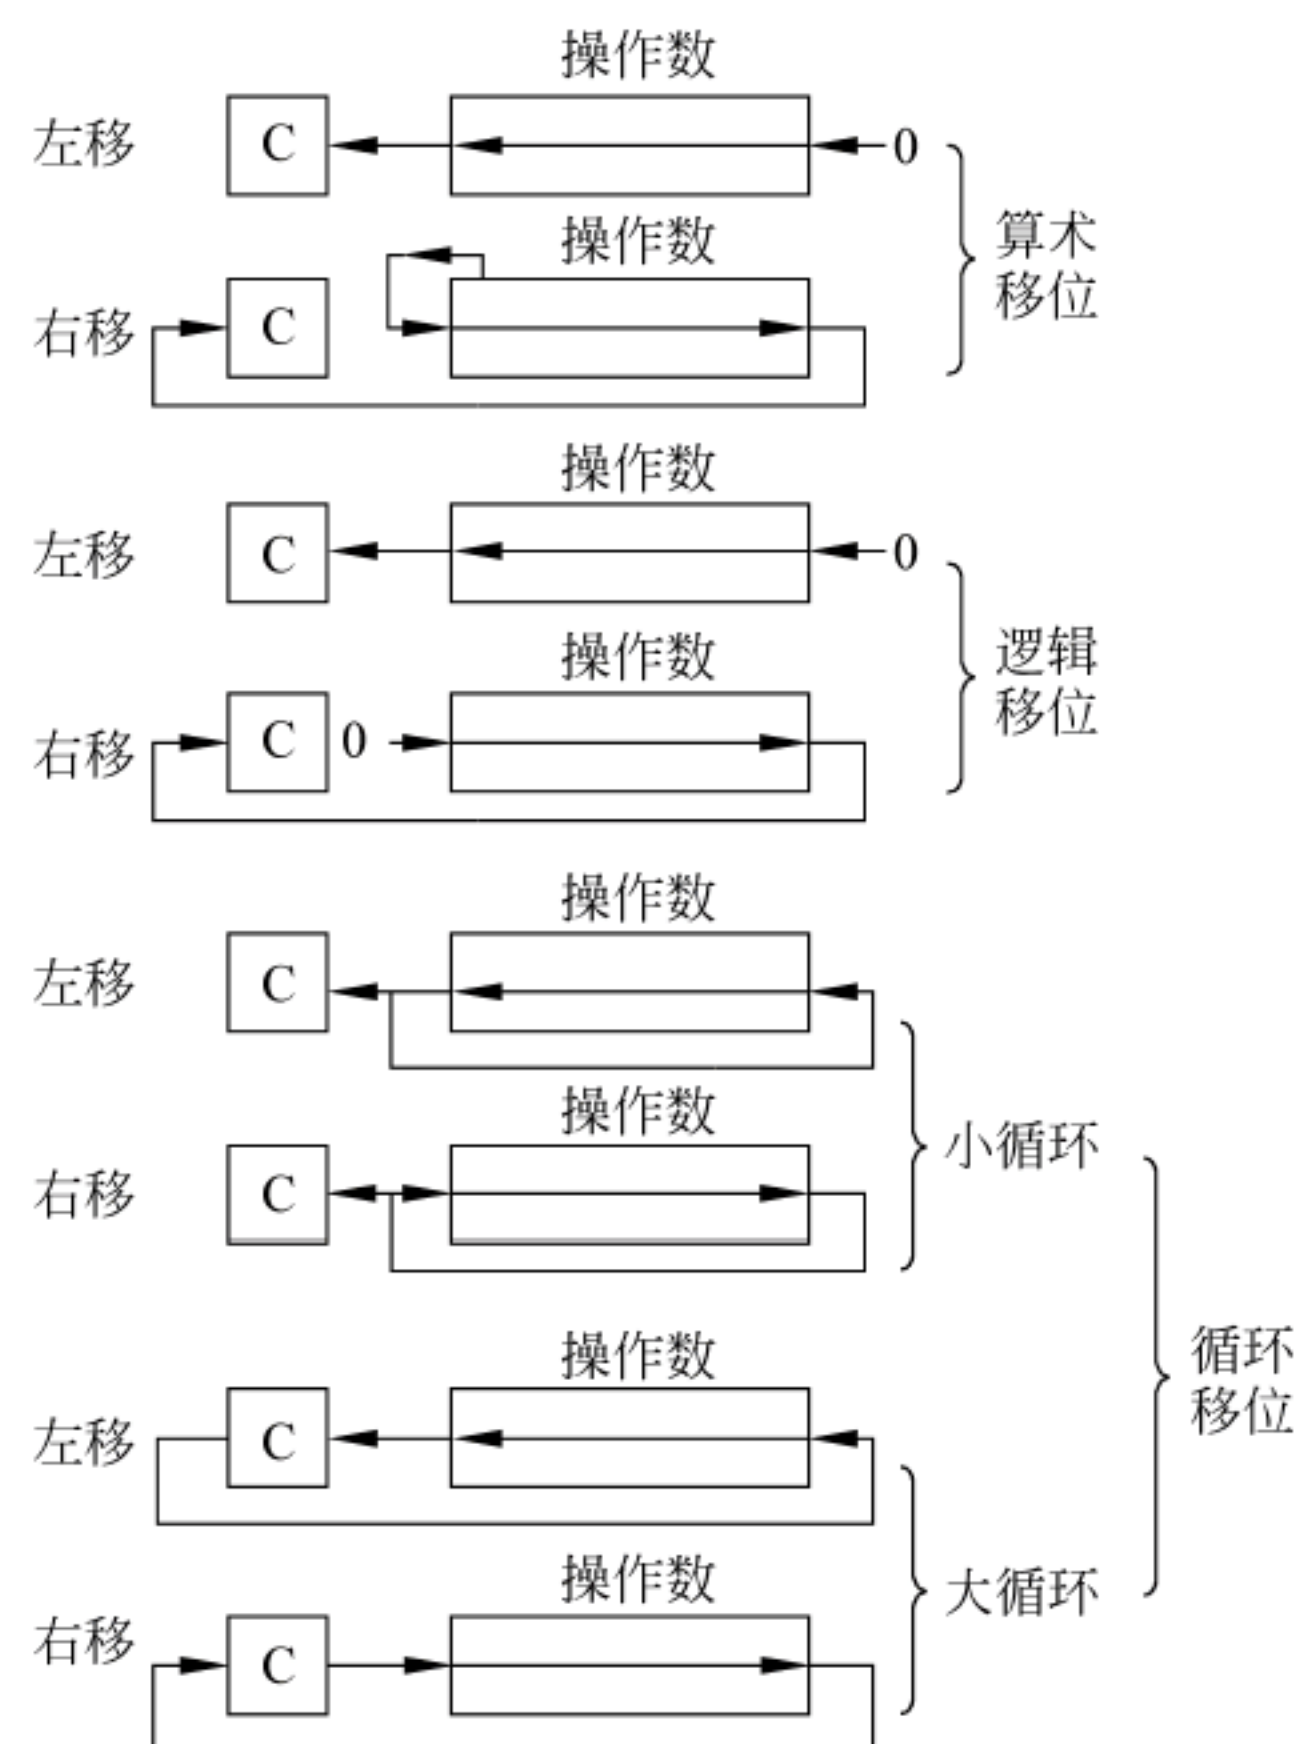 操作数
左移 C 0
操作数
右移 C
算术
移位
操作数
左移 C 0
操作数
右移 C 0
逻辑
移位
操作数
左移 C
操作数
右移 C
小循环
操作数
左移 C
操作数
右移 C
大循环
循环
移位